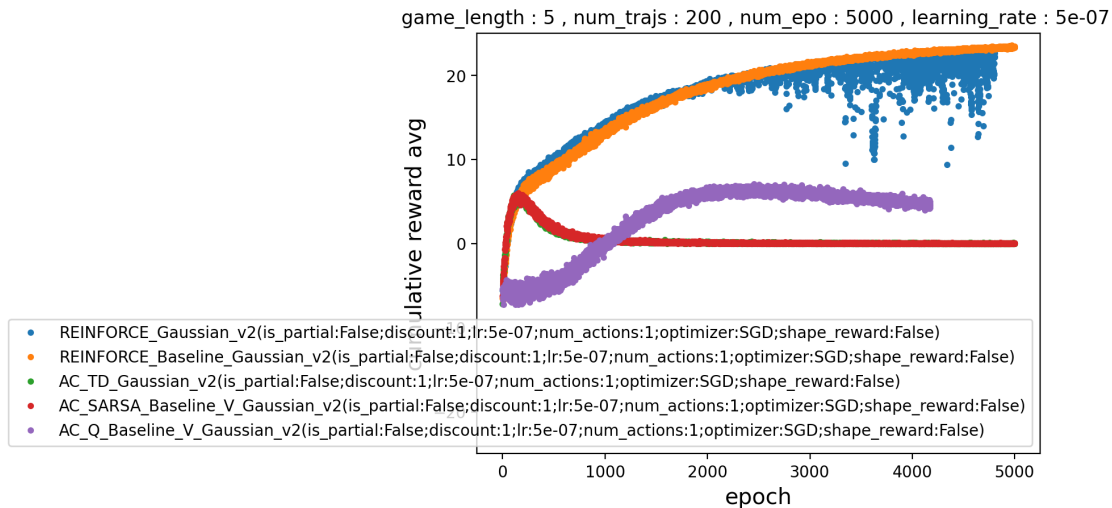 game_length : 5 , num_trajs : 200 , num_epo : 5000 , learning_rate : 5e-07
20
10
0
−10
−20
cumulative reward avg
REINFORCE_Gaussian_v2(is_partial:False;discount:1;lr:5e-07;num_actions:1;optimizer:SGD;shape_reward:False)
REINFORCE_Baseline_Gaussian_v2(is_partial:False;discount:1;lr:5e-07;num_actions:1;optimizer:SGD;shape_reward:False)
AC_TD_Gaussian_v2(is_partial:False;discount:1;lr:5e-07;num_actions:1;optimizer:SGD;shape_reward:False)
AC_SARSA_Baseline_V_Gaussian_v2(is_partial:False;discount:1;lr:5e-07;num_actions:1;optimizer:SGD;shape_reward:False)
AC_Q_Baseline_V_Gaussian_v2(is_partial:False;discount:1;lr:5e-07;num_actions:1;optimizer:SGD;shape_reward:False)
0 1000 2000 3000 4000 5000
epoch